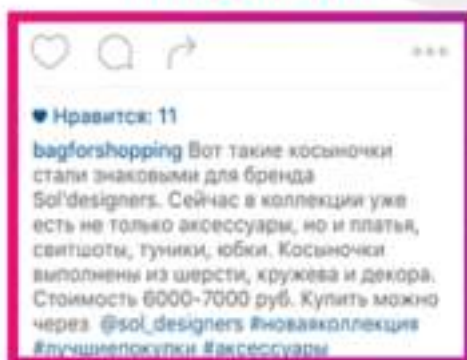 Нравится: 11
bagforshopping Вот такие косыночки
стали знаковыми для бренда
Sol'designers. Сейчас в коллекции уже
есть не только аксессуары, но и платья,
свитшоты, туники, юбки. Косыночки
выполнены из шерсти, кружева и декора.
Стоимость 6000-7000 руб. Купить можно
через @sol_designers #новаяколлекция
#лучшиепокупки #аксессуары